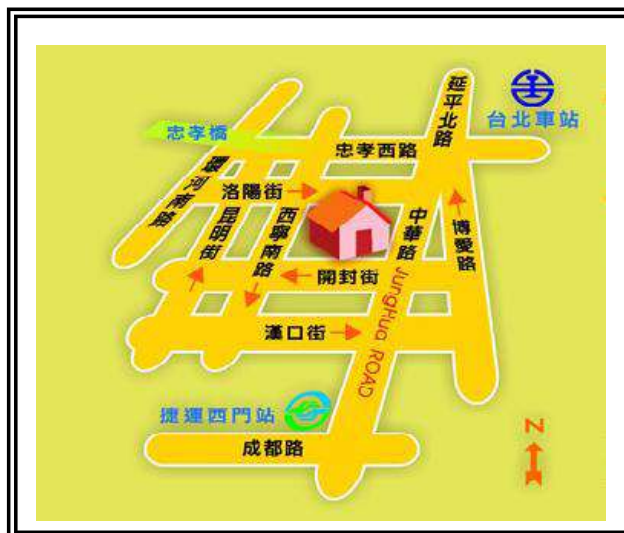 延平北路
台北車站
忠孝橋
忠孝西路
環河南路
洛陽街
昆明街
西寧南路
中華路
JungHua ROAD
博愛路
開封街
漢口街
捷運西門站
成都路
N